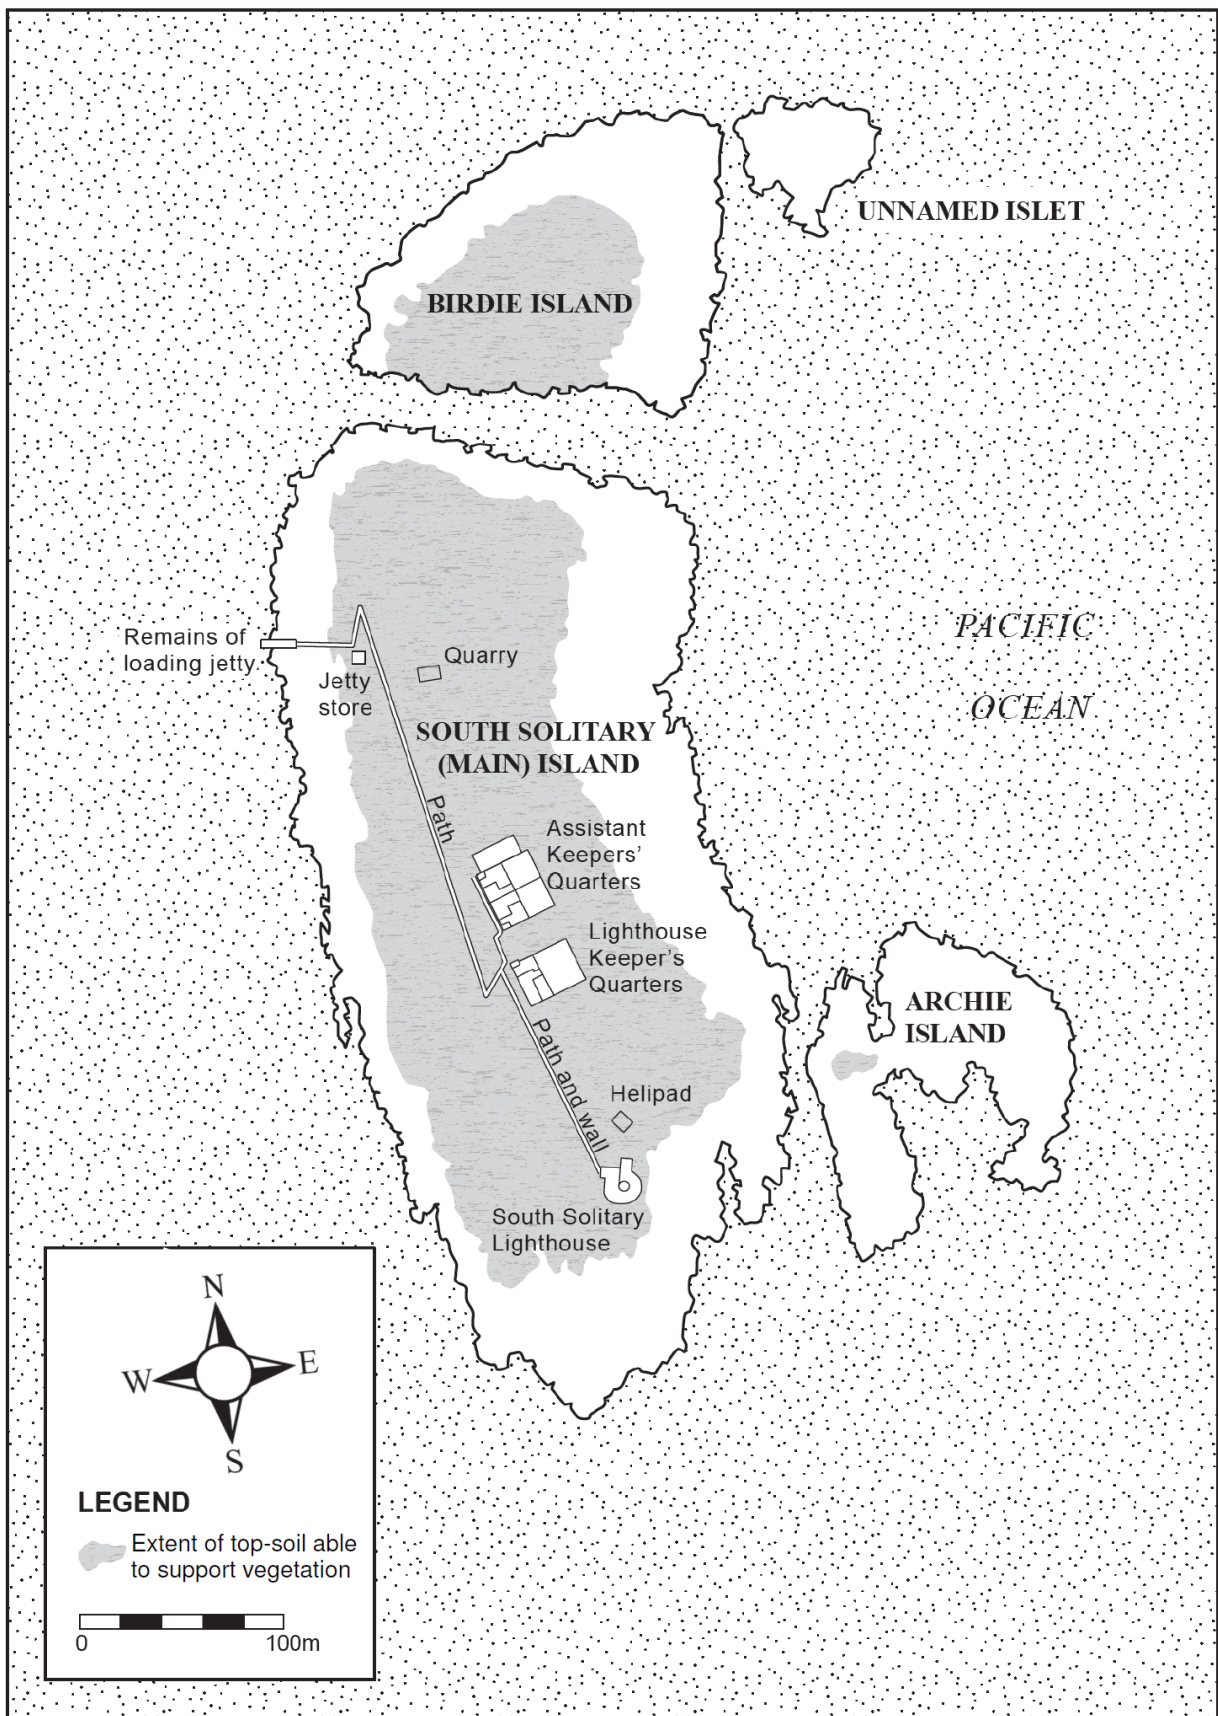 UNNAMED ISLET
BIRDIE ISLAND
PACIFIC
OCEAN
Remains of
loading jetty
Jetty
store
Quarry
SOUTH SOLITARY
(MAIN) ISLAND
Path
Assistant
Keepers’
Quarters
Lighthouse
Keeper’s
Quarters
ARCHIE
ISLAND
Path and wall
Helipad
South Solitary
Lighthouse
N
W
E
S
LEGEND
Extent of top-soil able
to support vegetation
0
100m